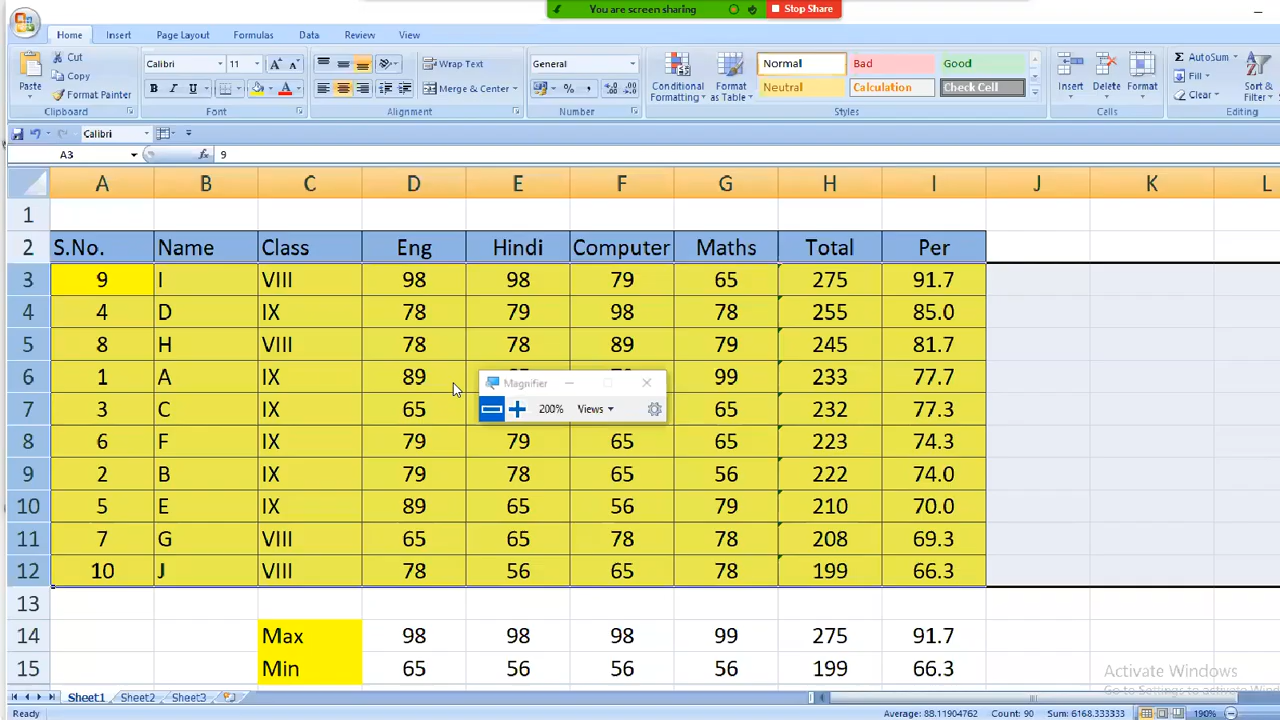 You are screen sharing Stop Share
Home Insert Page Layout Formulas Data Review View
Cut
Copy
Format Painter
Paste
Clipboard
Calibri 11
B I U A
Font
Wrap Text
Merge & Center
Alignment
General
Number
Conditional Formatting
Format as Table
Normal Bad Good
Neutral Calculation Check Cell
Styles
Insert Delete Format
Cells
Σ AutoSum
Fill
Clear
Sort & Filter
Editing
Calibri
A3 fx 9
A B C D E F G H I J K L
1
2 S.No. Name Class Eng Hindi Computer Maths Total Per
3 9 I VIII 98 98 79 65 275 91.7
4 4 D IX 78 79 98 78 255 85.0
5 8 H VIII 78 78 89 79 245 81.7
6 1 A IX 89 99 233 77.7
Magnifier
7 3 C IX 65 65 232 77.3
200% Views
8 6 F IX 79 79 65 65 223 74.3
9 2 B IX 79 78 65 56 222 74.0
10 5 E IX 89 65 56 79 210 70.0
11 7 G VIII 65 65 78 78 208 69.3
12 10 J VIII 78 56 65 78 199 66.3
13
14 Max 98 98 98 99 275 91.7
15 Min 65 56 56 56 199 66.3
Activate Windows
Go to Settings to activate Win
Sheet1 Sheet2 Sheet3
Ready Average: 88.11904762 Count: 90 Sum: 6168.333333 190%